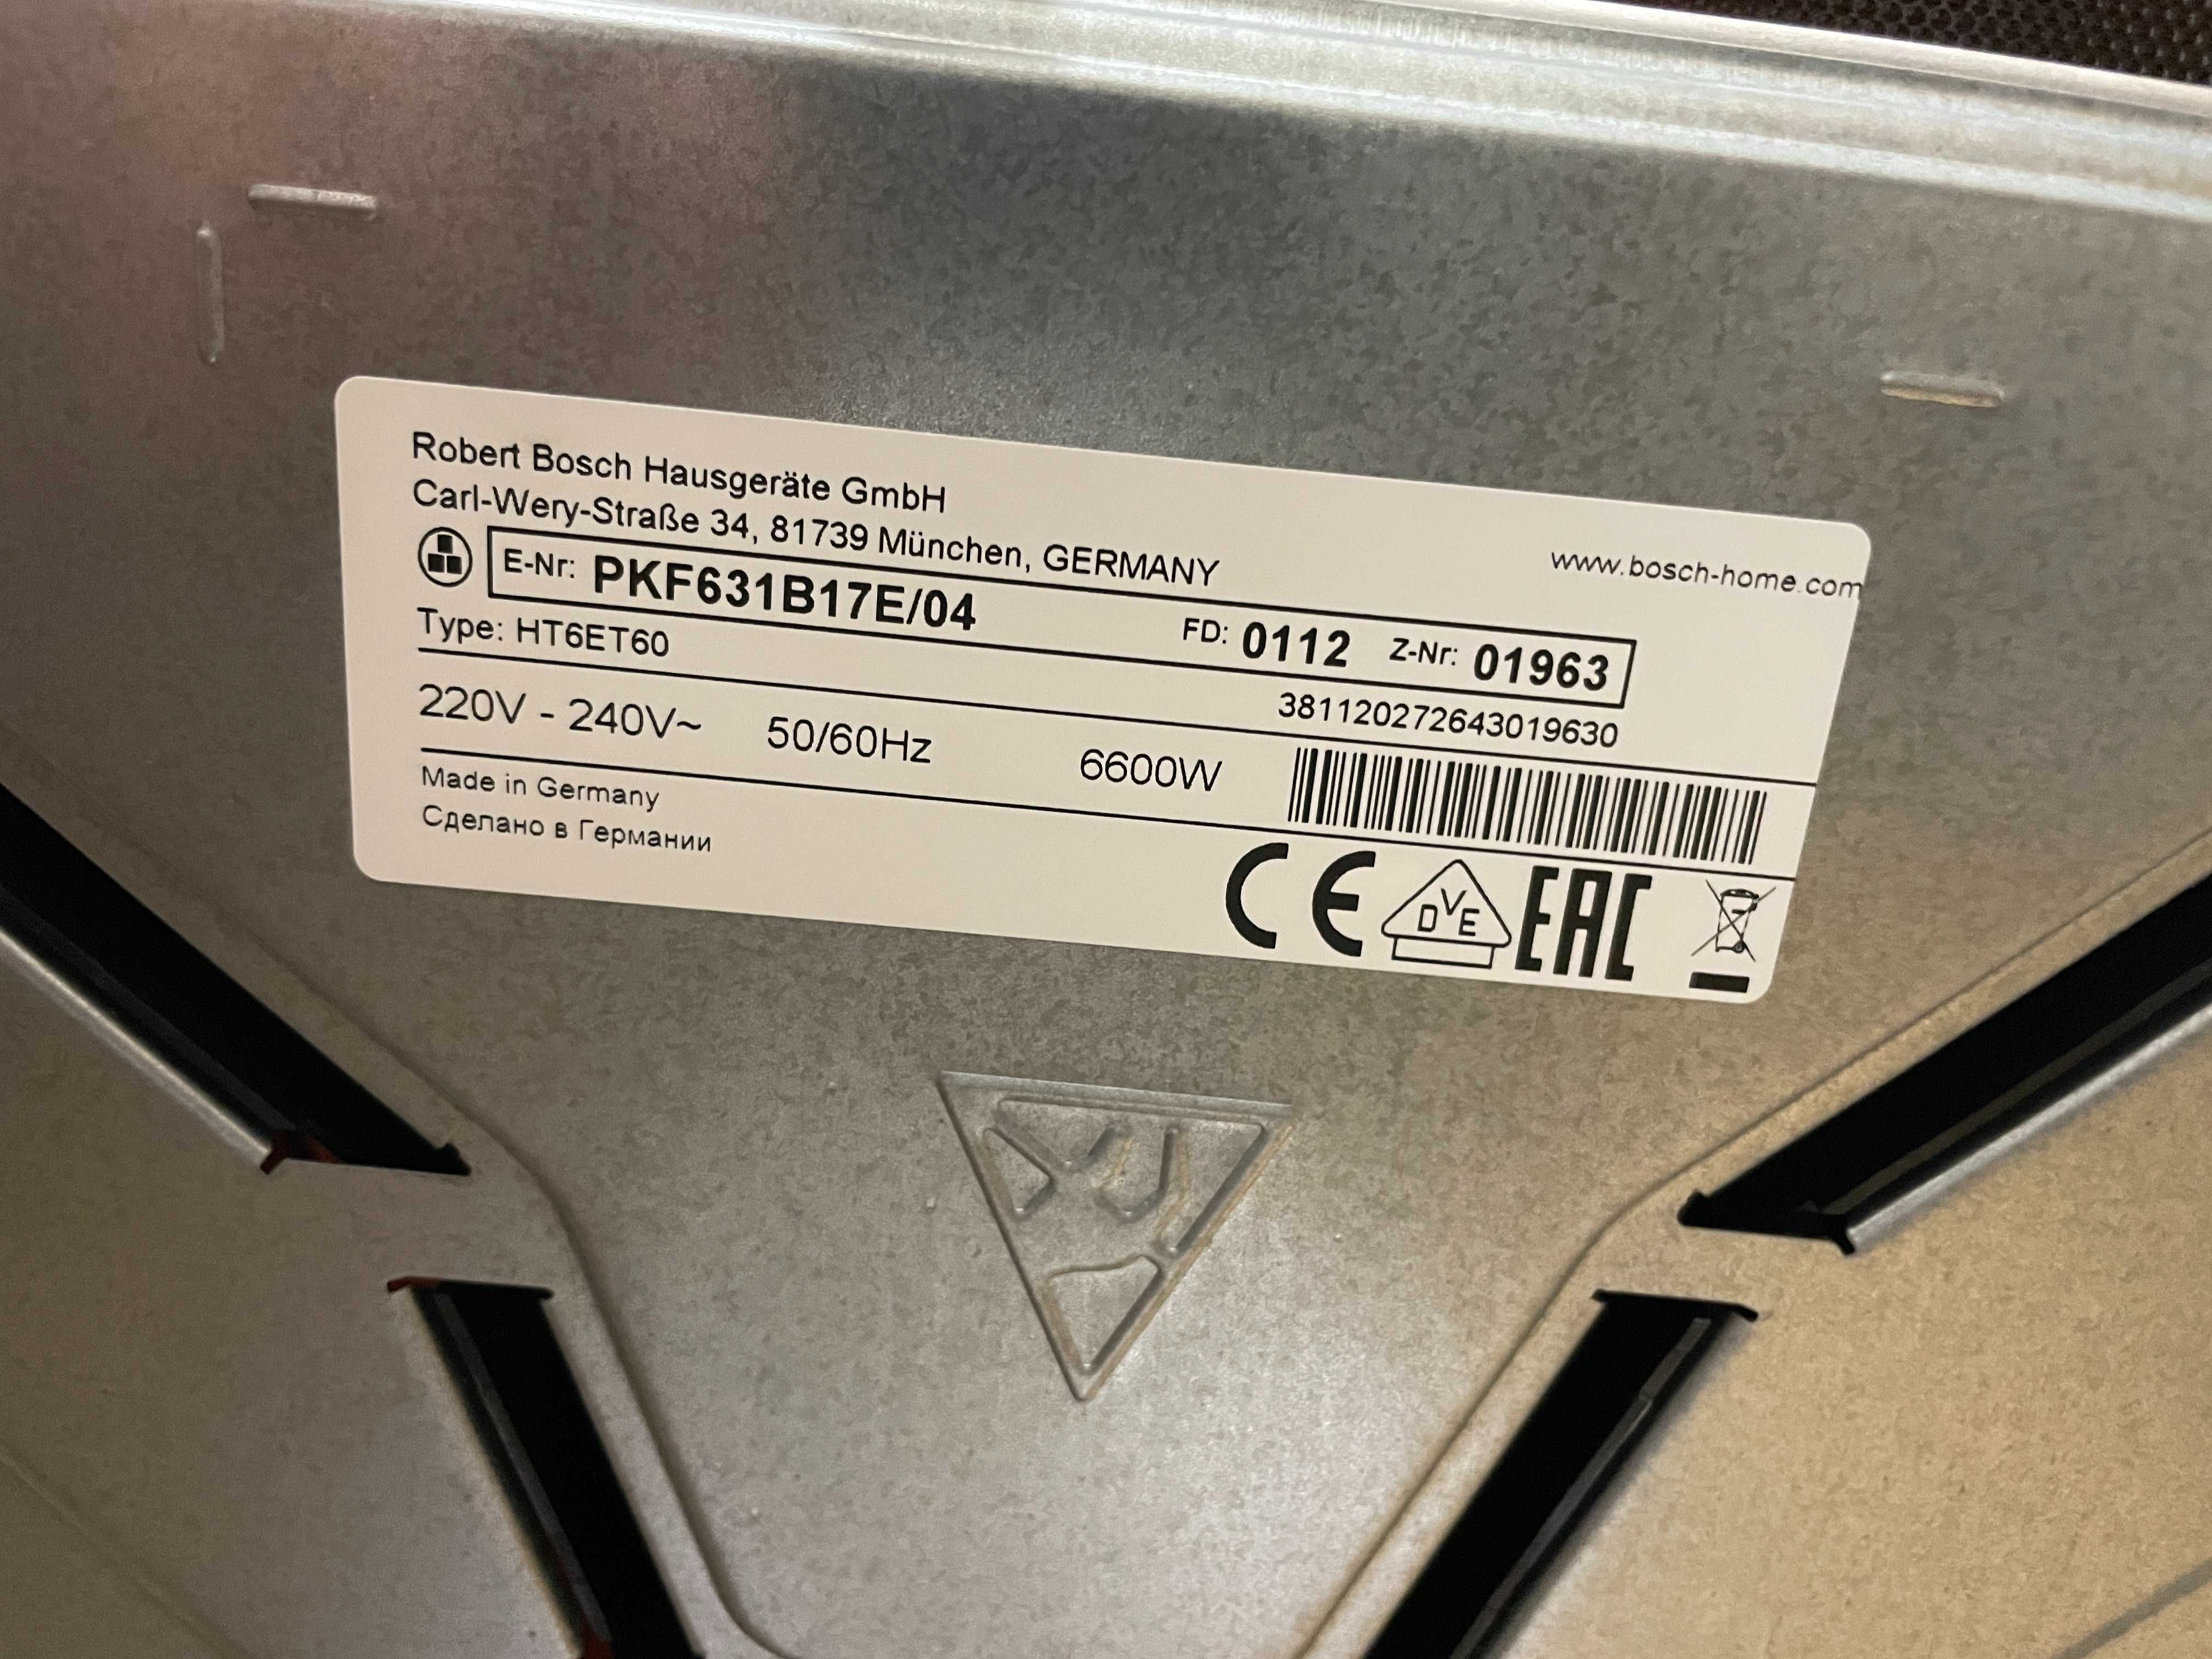 Robert Bosch Hausgeräte GmbH
Carl-Wery-Straße 34, 81739 München, GERMANY
www.bosch-home.com
E-Nr: PKF631B17E/04 FD: 0112 Z-Nr: 01963
Type: HT6ET60
381120272643019630
220V - 240V~ 50/60Hz 6600W
Made in Germany
Сделано в Германии
CE DVE EAC